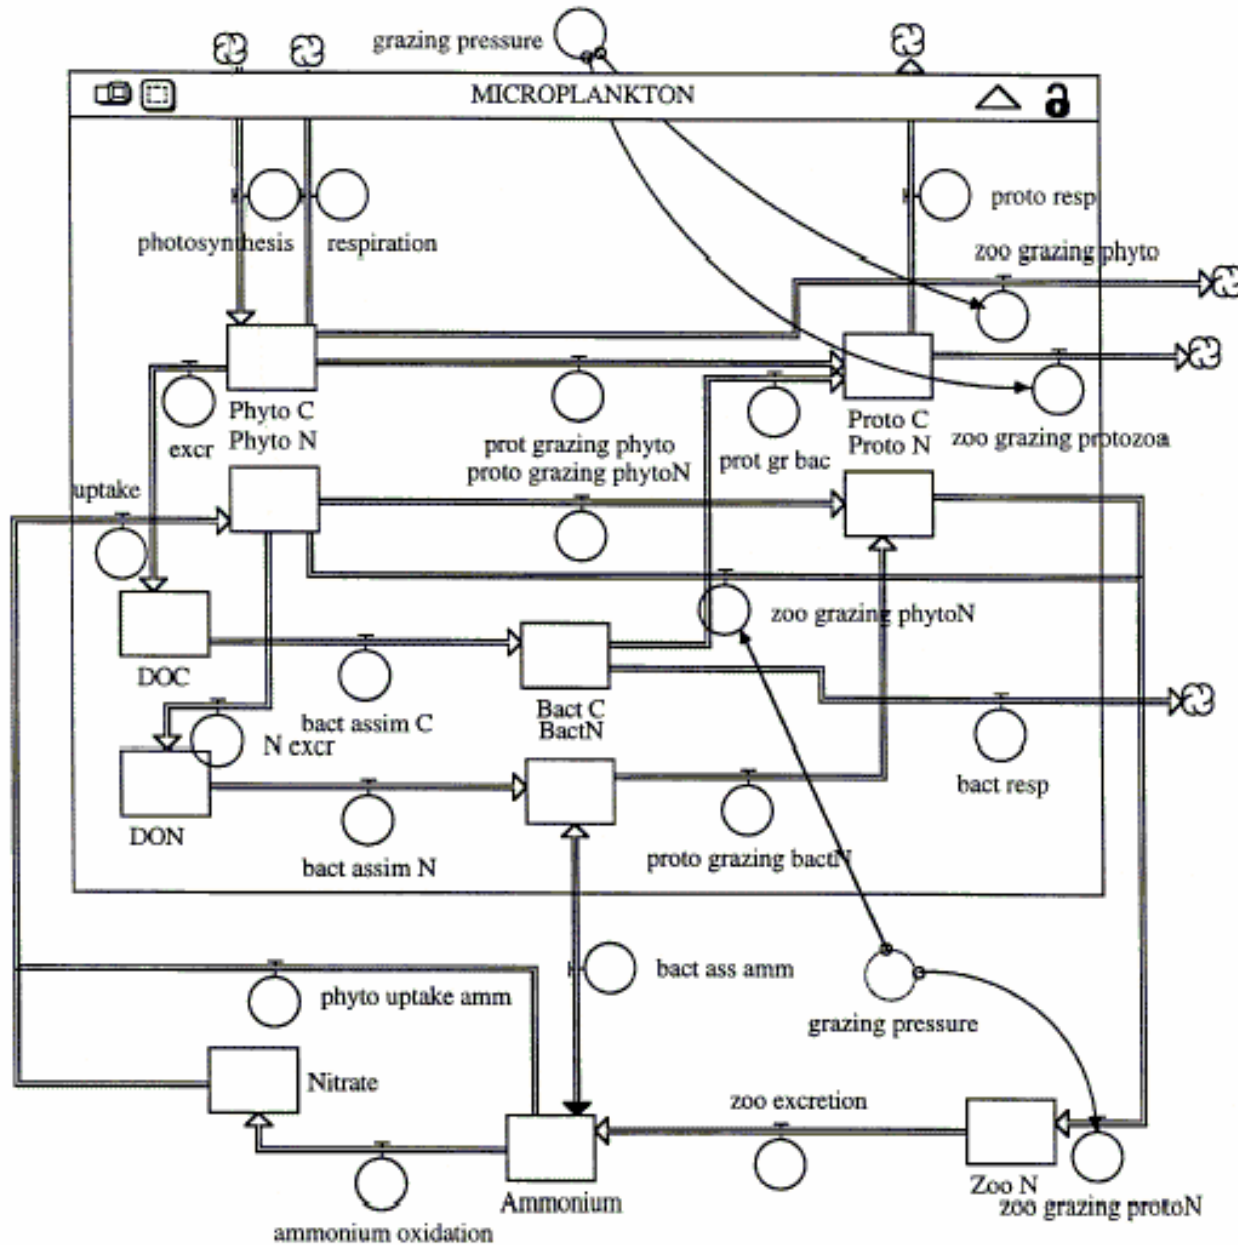 grazing pressure
MICROPLANKTON
proto resp
photosynthesis
respiration
zoo grazing phyto
Phyto C
Phyto N
excr
prot grazing phyto
proto grazing phytoN
prot gr bac
Proto C
Proto N
zoo grazing protozoa
uptake
zoo grazing phytoN
DOC
bact assim C
Bact C
BactN
N excr
bact resp
DON
bact assim N
proto grazing bactN
bact ass amm
phyto uptake amm
grazing pressure
Nitrate
zoo excretion
Ammonium
Zoo N
zoo grazing protoN
ammonium oxidation